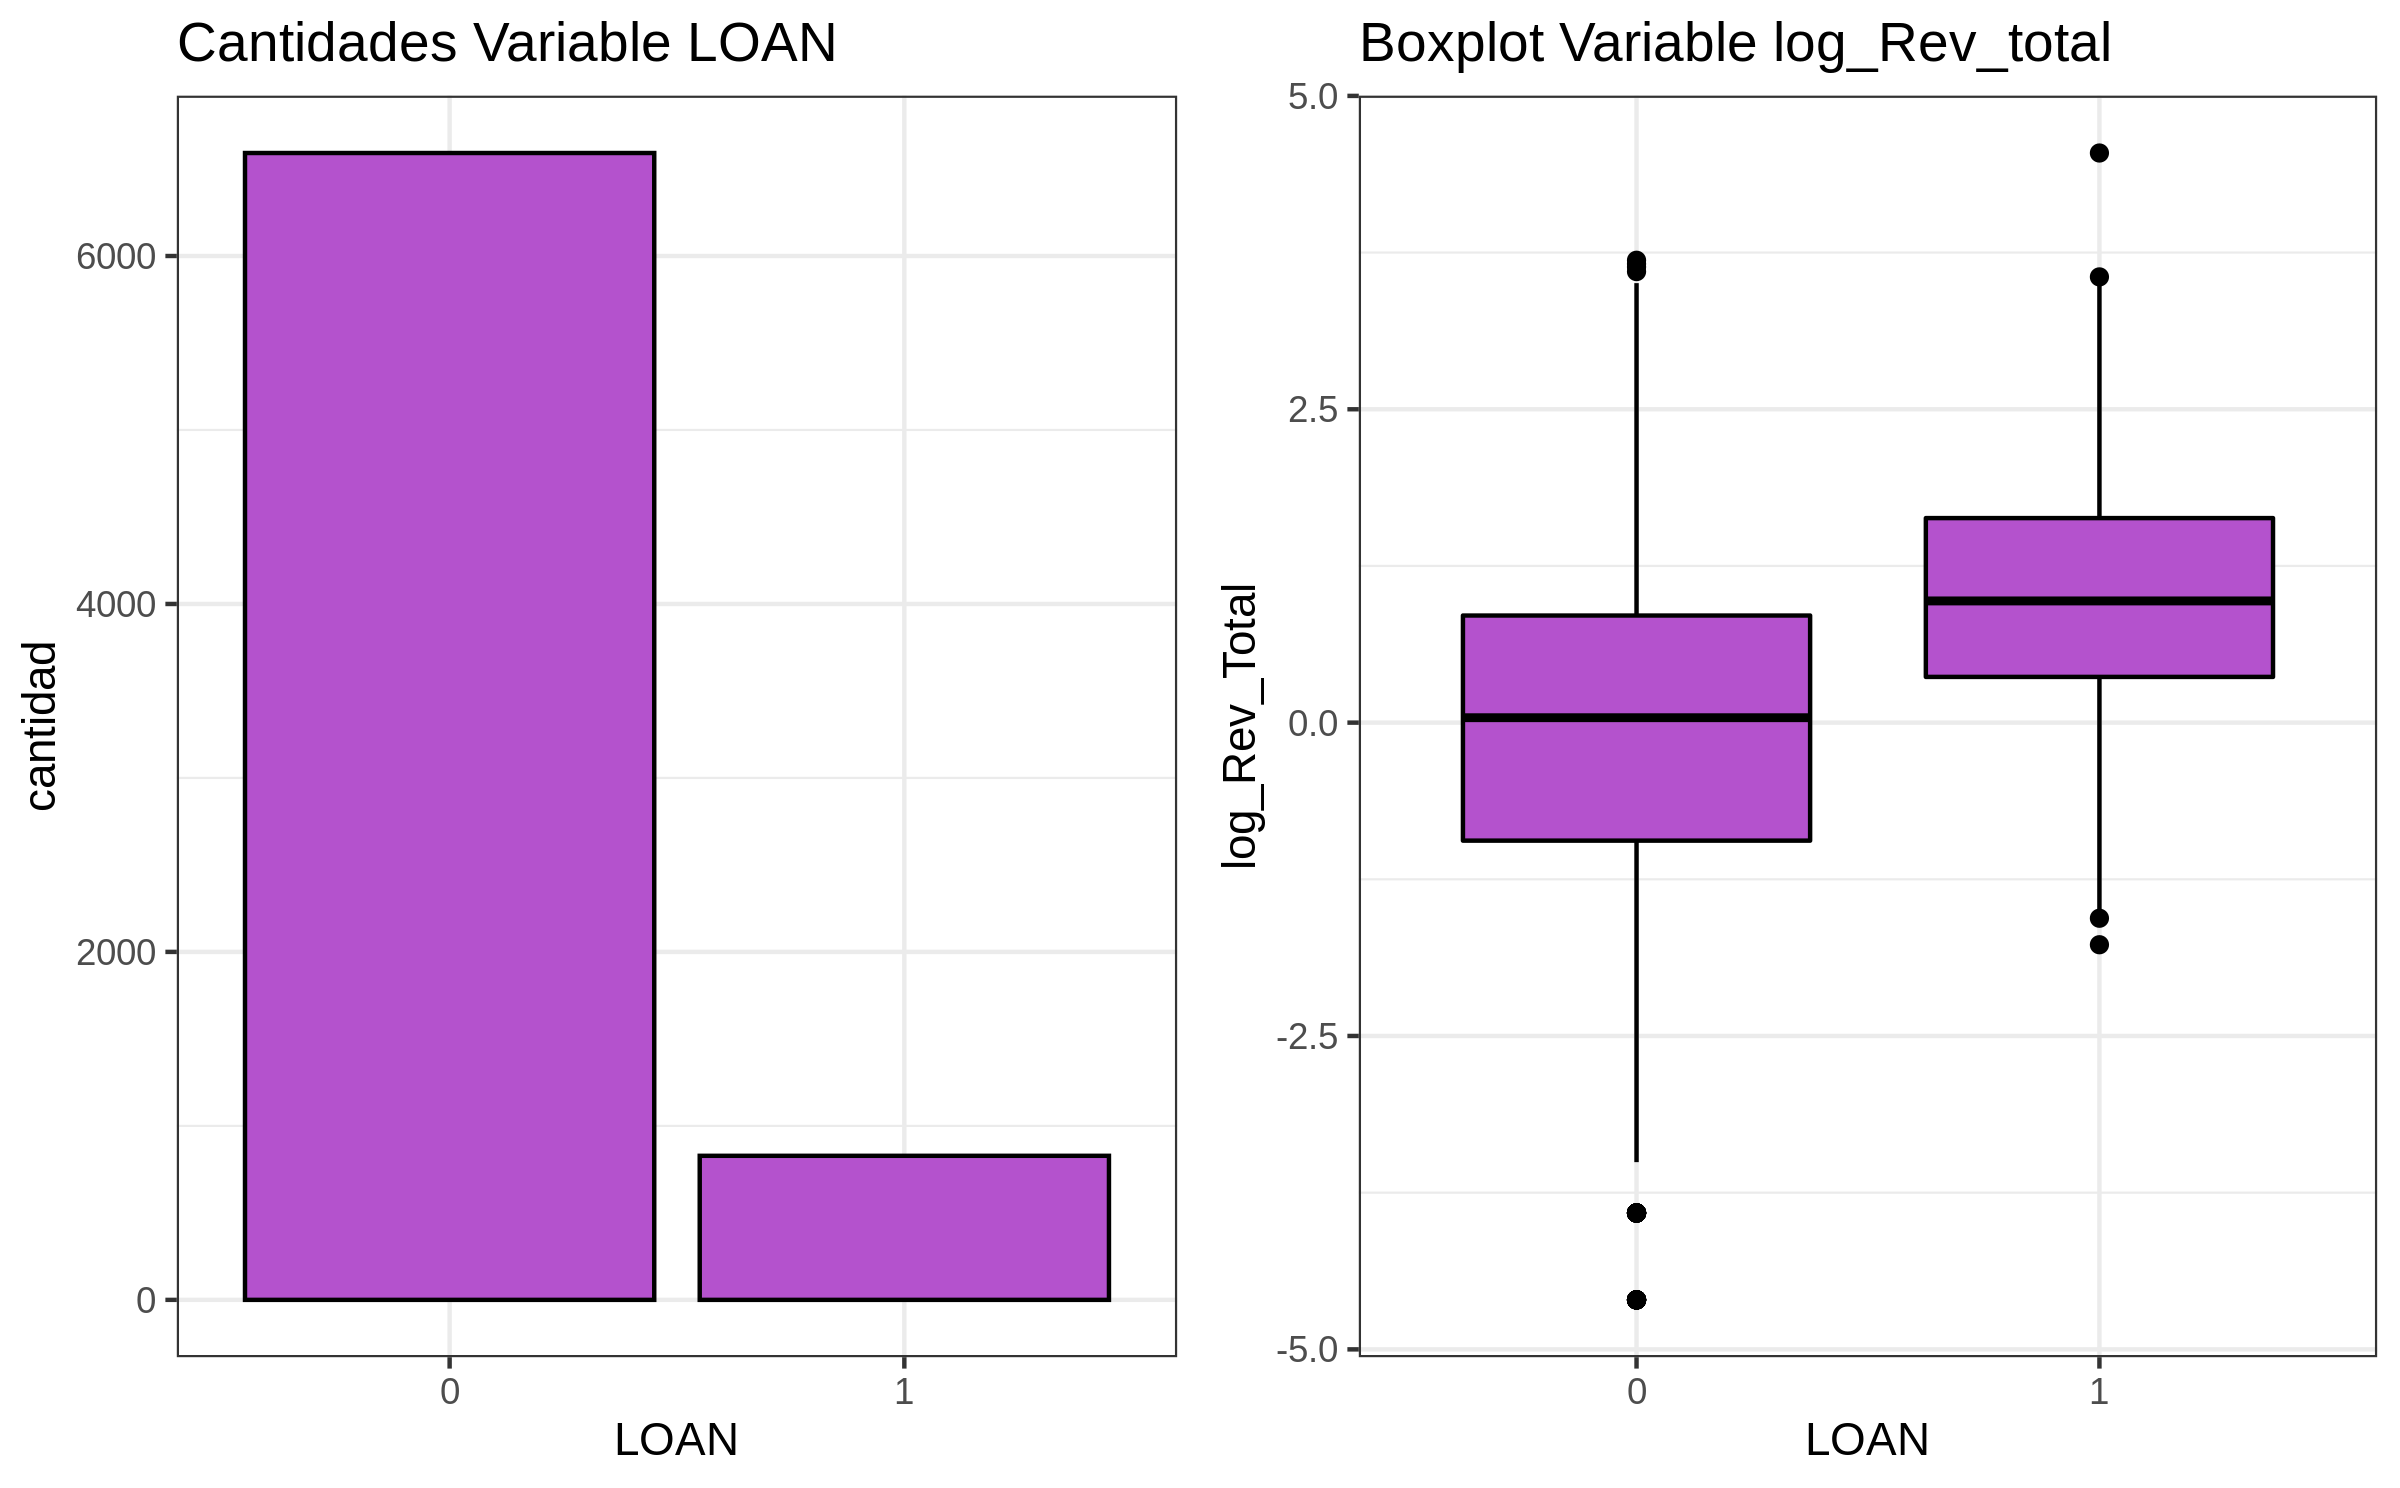 Cantidades Variable LOAN
cantidad
6000
4000
2000
0
0 1
LOAN
Boxplot Variable log_Rev_total
log_Rev_Total
5.0
2.5
0.0
-2.5
-5.0
0 1
LOAN